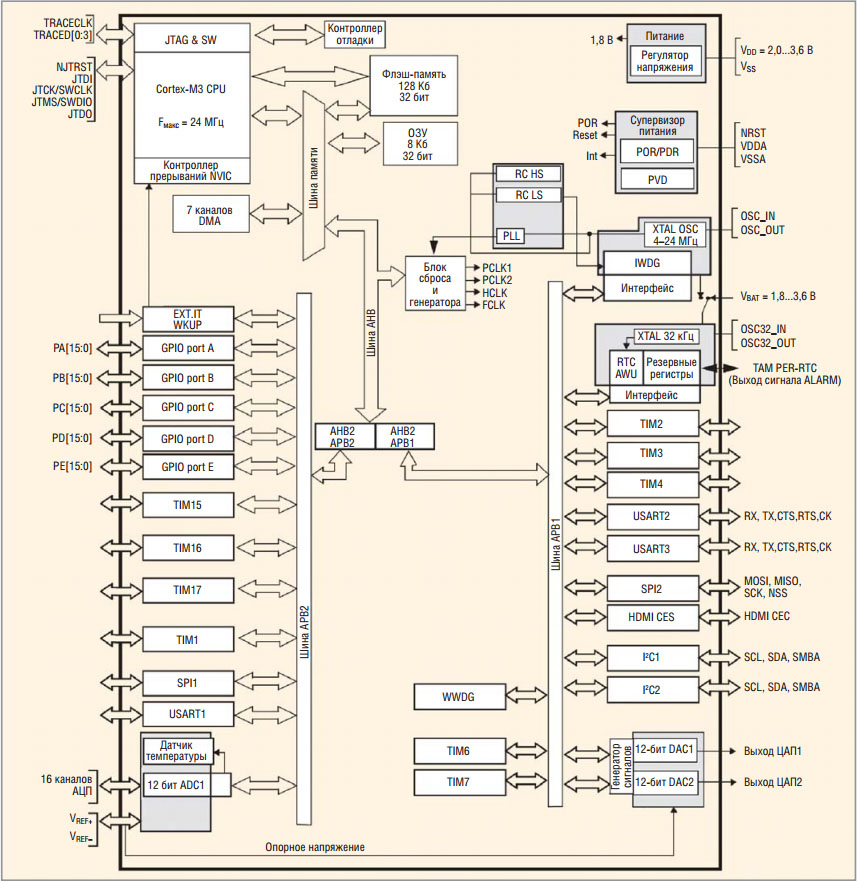 TRACECLK
TRACED[0:3]
NJTRST
JTDI
JTCK/SWCLK
JTMS/SWDIO
JTDO
JTAG & SW
Cortex-M3 CPU
Fмакс = 24 МГц
Контроллер
прерываний NVIC
Контроллер
отладки
Флэш-память
128 Кб
32 бит
ОЗУ
8 Кб
32 бит
Шина памяти
7 каналов
DMA
1,8 В
Питание
Регулятор
напряжения
VDD = 2,0...3,6 В
VSS
POR
Reset
Int
Супервизор
питания
POR/PDR
PVD
NRST
VDDA
VSSA
RC HS
RC LS
PLL
XTAL OSC
4–24 МГц
OSC_IN
OSC_OUT
IWDG
Интерфейс
Блок
сброса
и
генератора
PCLK1
PCLK2
HCLK
FCLK
VBAT = 1,8...3,6 В
XTAL 32 кГц
OSC32_IN
OSC32_OUT
RTC
AWU
Резервные
регистры
Интерфейс
TAM PER-RTC
(Выход сигнала ALARM)
Шина AHB
AHB2
APB2
AHB2
APB1
EXT.IT
WKUP
PA[15:0]
GPIO port A
PB[15:0]
GPIO port B
PC[15:0]
GPIO port C
PD[15:0]
GPIO port D
PE[15:0]
GPIO port E
TIM15
TIM16
TIM17
TIM1
SPI1
USART1
Датчик
температуры
12 бит ADC1
16 каналов
АЦП
VREF+
VREF–
Шина APB2
Опорное напряжение
Шина APB1
TIM2
TIM3
TIM4
USART2
RX, TX,CTS,RTS,CK
USART3
RX, TX,CTS,RTS,CK
SPI2
MOSI, MISO,
SCK, NSS
HDMI CES
HDMI CEC
I²C1
SCL, SDA, SMBA
I²C2
SCL, SDA, SMBA
WWDG
TIM6
TIM7
Генератор
сигналов
12-бит DAC1
Выход ЦАП1
12-бит DAC2
Выход ЦАП2